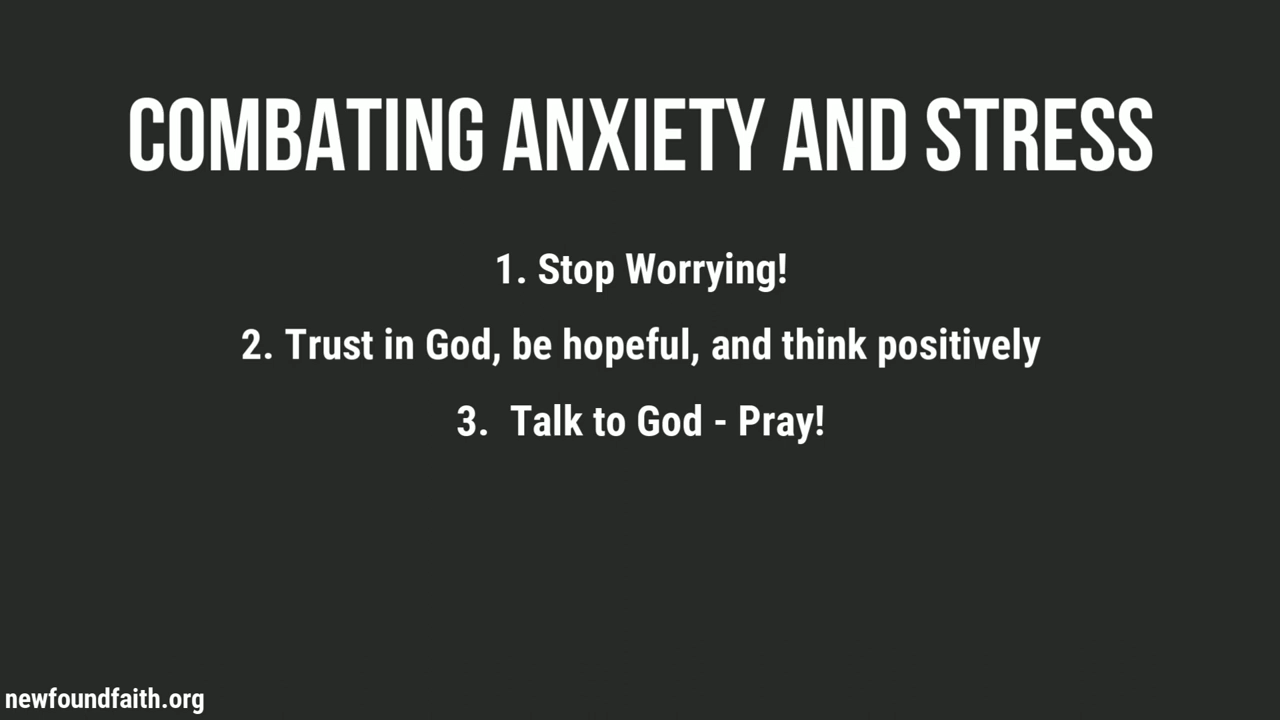 COMBATING ANXIETY AND STRESS
1. Stop Worrying!
2. Trust in God, be hopeful, and think positively
3. Talk to God - Pray!
newfoundfaith.org